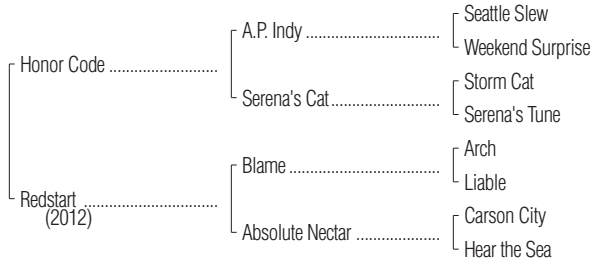 Honor Code
A.P. Indy
Seattle Slew
Weekend Surprise
Serena's Cat
Storm Cat
Serena's Tune
Redstart
(2012)
Blame
Arch
Liable
Absolute Nectar
Carson City
Hear the Sea